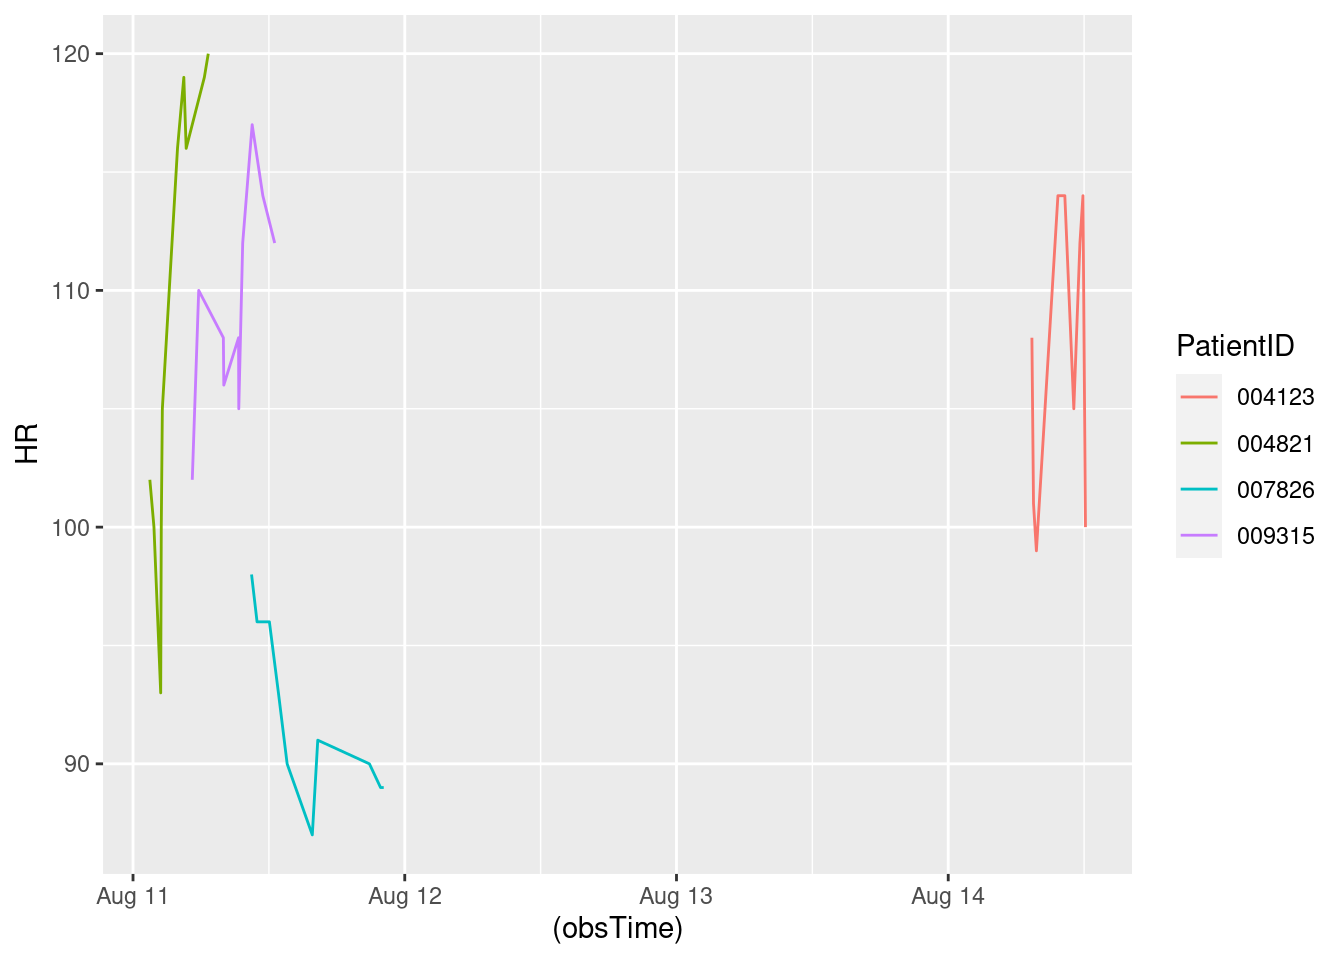 120
110
100
90
HR
Aug 11
Aug 12
Aug 13
Aug 14
(obsTime)
PatientID
004123
004821
007826
009315